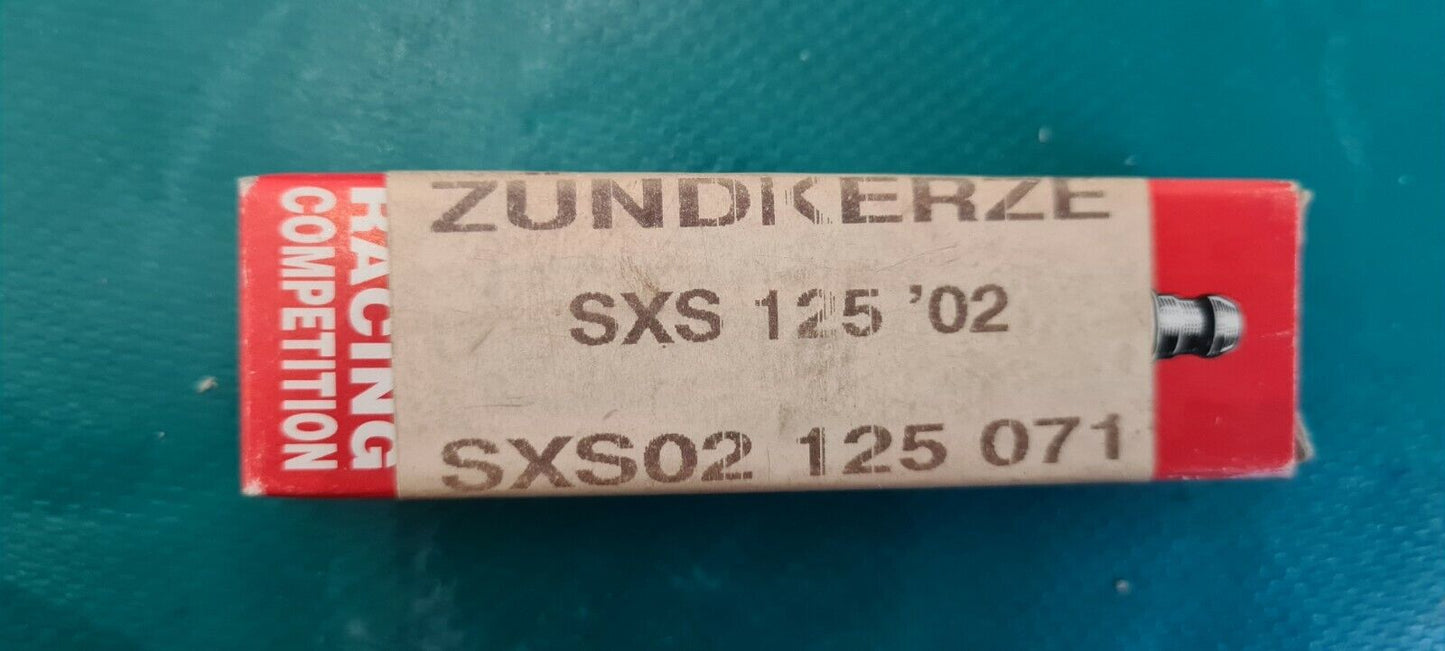 ZÜNDKERZE
SXS 125 '02
SXS02 125 071
RACING
COMPETITION